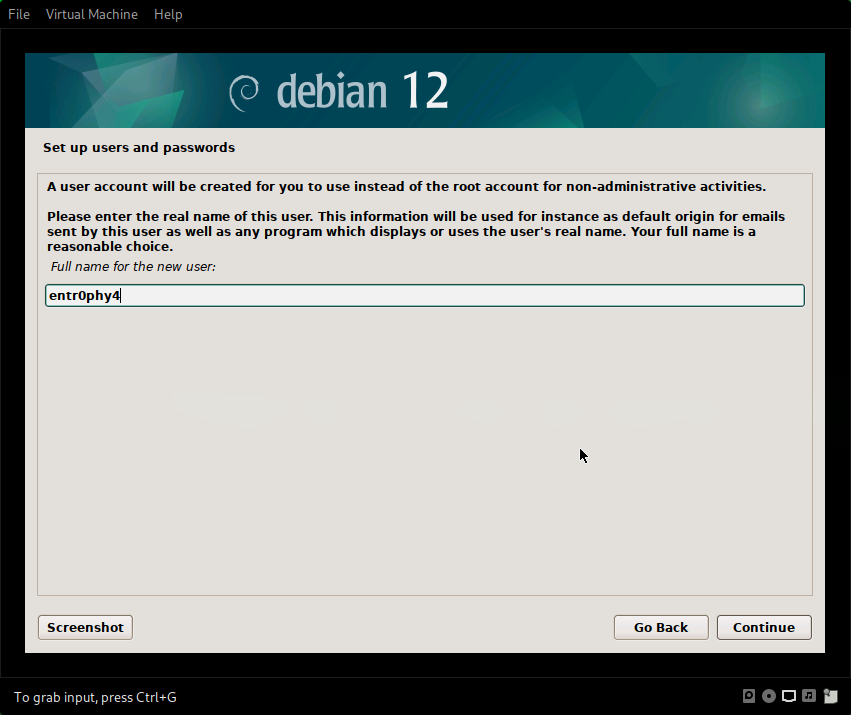 File Virtual Machine Help
debian 12
Set up users and passwords
A user account will be created for you to use instead of the root account for non-administrative activities.
Please enter the real name of this user. This information will be used for instance as default origin for emails
sent by this user as well as any program which displays or uses the user's real name. Your full name is a
reasonable choice.
Full name for the new user:
entr0phy4
Screenshot Go Back Continue
To grab input, press Ctrl+G